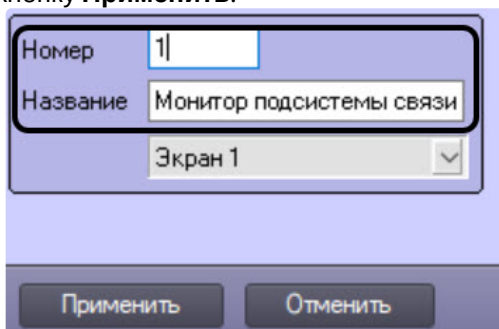 кнопку Применить.
Номер 1
Название Монитор подсистемы связи
Экран 1
Применить Отменить